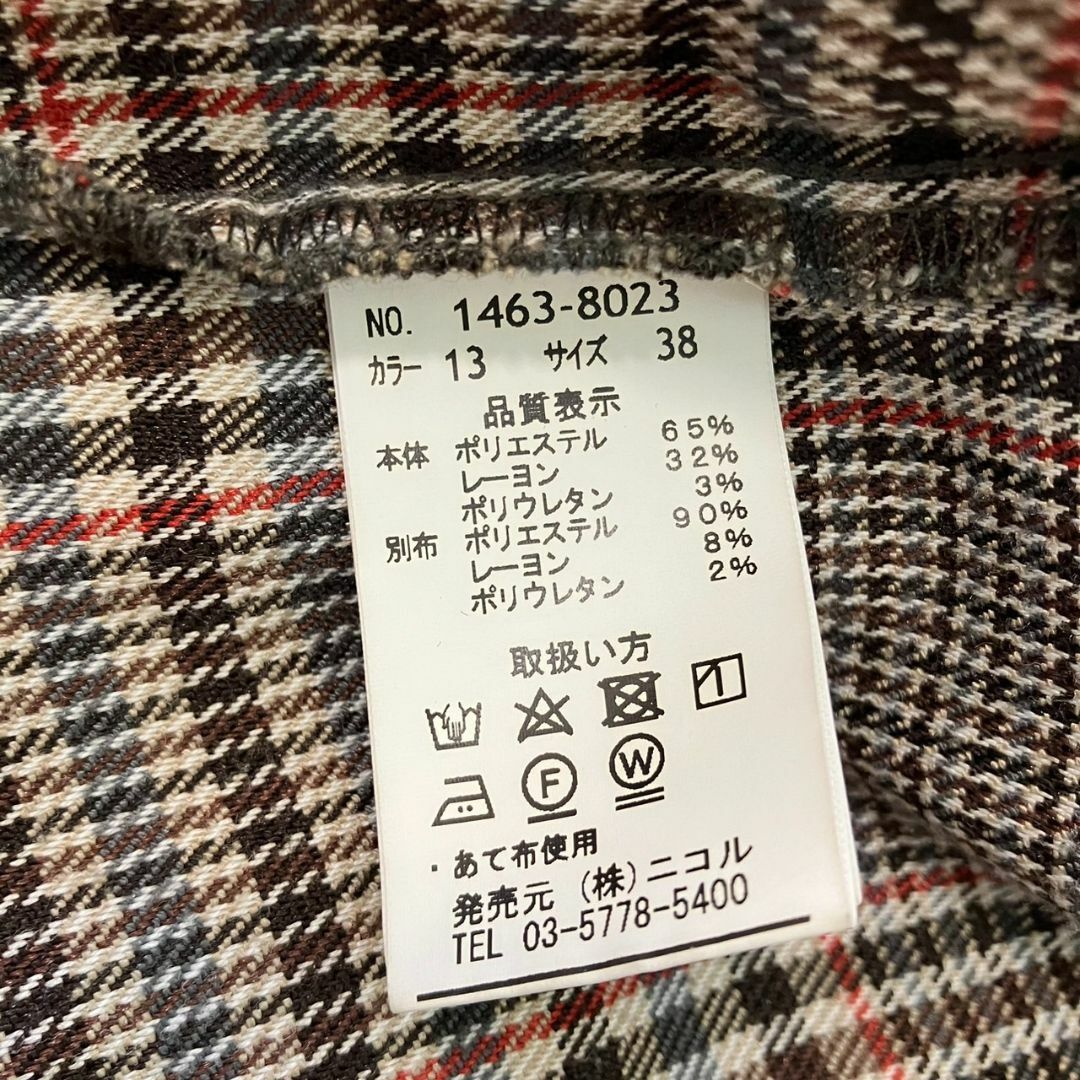 NO. 1463-8023
カラー 13 サイズ 38
品質表示
本体 ポリエステル 65%
レーヨン 32%
ポリウレタン 3%
別布 ポリエステル 90%
レーヨン 8%
ポリウレタン 2%
取扱い方
F W
・あて布使用
発売元 (株)ニコル
TEL 03-5778-5400